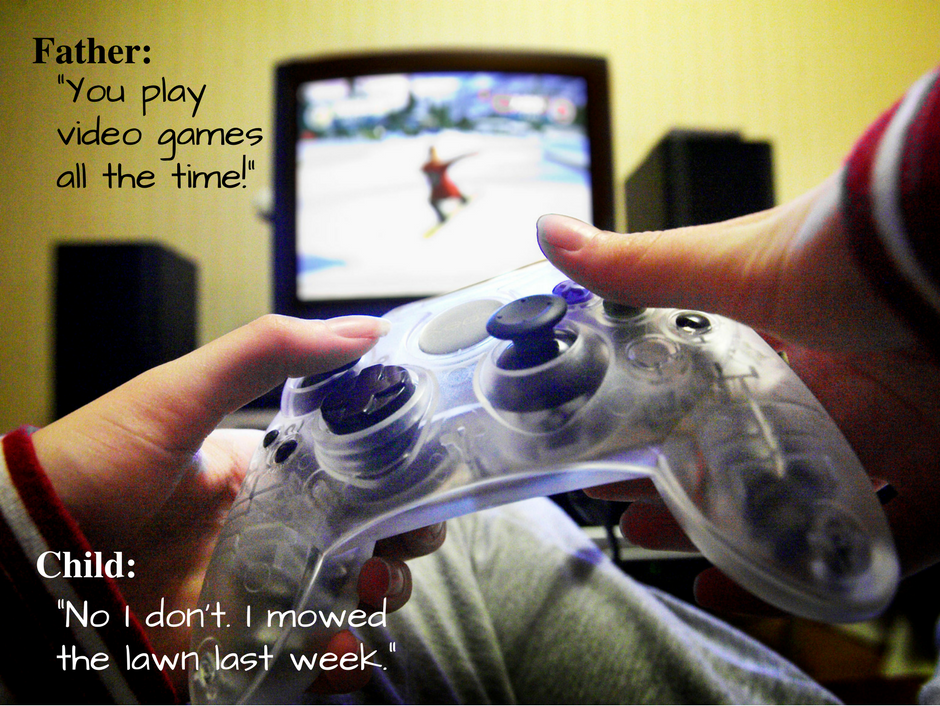 Father:
"You play
video games
all the time!"
Child:
"No I don't. I mowed
the lawn last week."